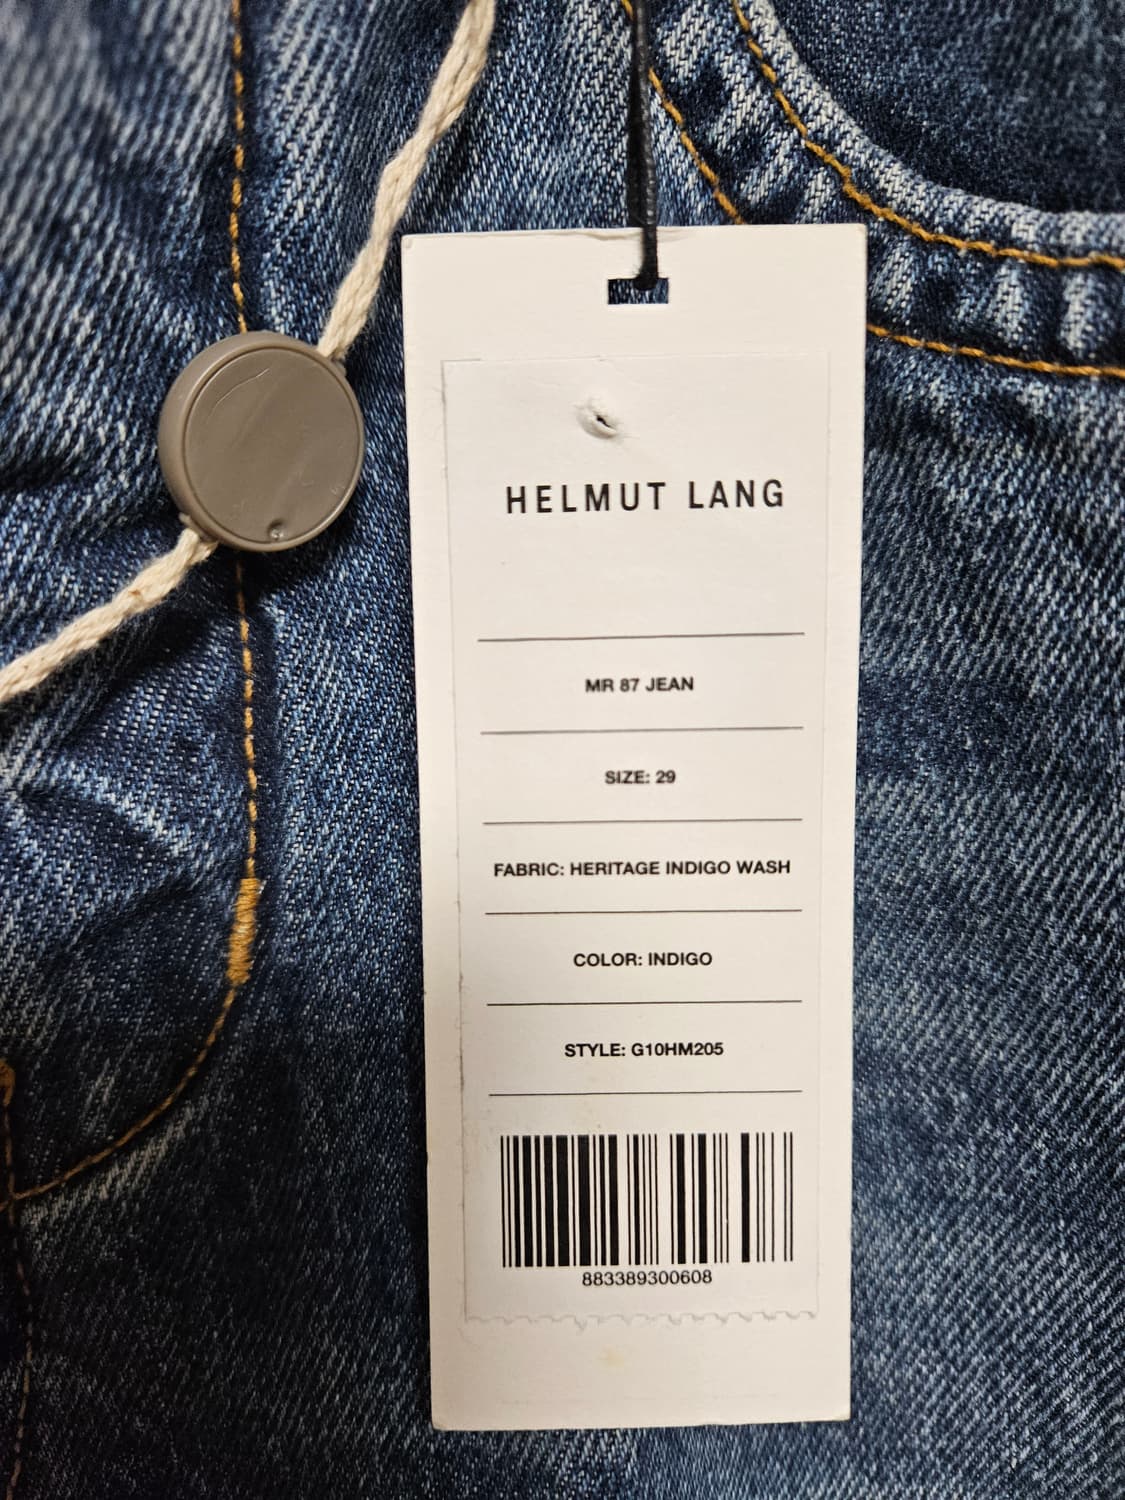 HELMUT LANG
MR 87 JEAN
SIZE: 29
FABRIC: HERITAGE INDIGO WASH
COLOR: INDIGO
STYLE: G10HM205
883389300608